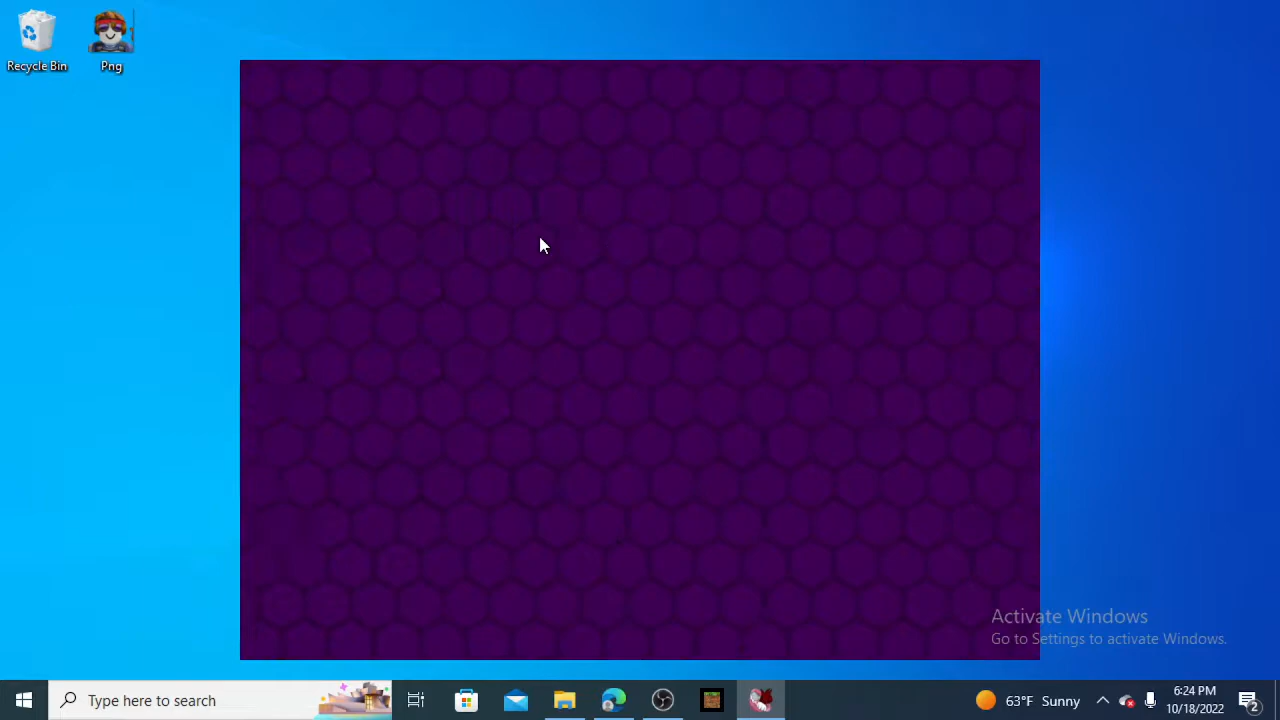 Recycle Bin
Png
Activate Windows
Go to Settings to activate Windows.
Type here to search
63°F Sunny
6:24 PM
10/18/2022
2